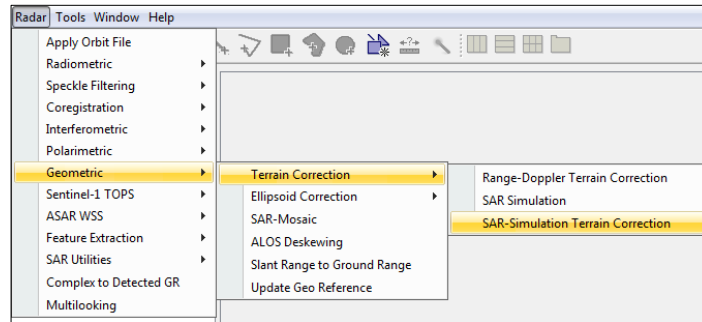 Radar Tools Window Help
Apply Orbit File
Radiometric
Speckle Filtering
Coregistration
Interferometric
Polarimetric
Geometric
Sentinel-1 TOPS
ASAR WSS
Feature Extraction
SAR Utilities
Complex to Detected GR
Multilooking
Terrain Correction
Ellipsoid Correction
SAR-Mosaic
ALOS Deskewing
Slant Range to Ground Range
Update Geo Reference
Range-Doppler Terrain Correction
SAR Simulation
SAR-Simulation Terrain Correction